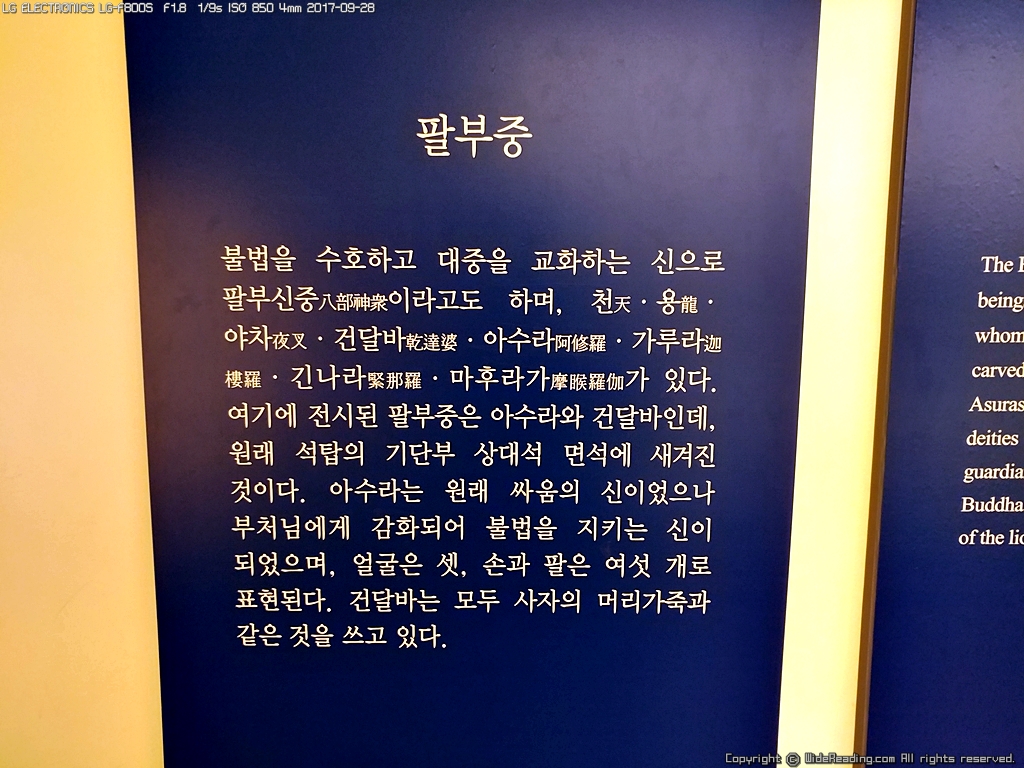 LG ELECTRONICS LG-F800S F1.8 1/9s ISO 850 4mm 2017-09-28
팔부중
불법을 수호하고 대중을 교화하는 신으로
팔부신중八部神衆이라고도 하며, 천天 · 용龍 ·
야차夜叉 · 건달바乾達婆 · 아수라阿修羅 · 가루라迦
樓羅 · 긴나라緊那羅 · 마후라가摩睺羅伽가 있다.
여기에 전시된 팔부중은 아수라와 건달바인데,
원래 석탑의 기단부 상대석 면석에 새겨진
것이다. 아수라는 원래 싸움의 신이었으나
부처님에게 감화되어 불법을 지키는 신이
되었으며, 얼굴은 셋, 손과 팔은 여섯 개로
표현된다. 건달바는 모두 사자의 머리가죽과
같은 것을 쓰고 있다.
The
being
whom
carved
Asuras
deities
guardia
Buddha
of the
Copyright © WideReading.com All rights reserved.